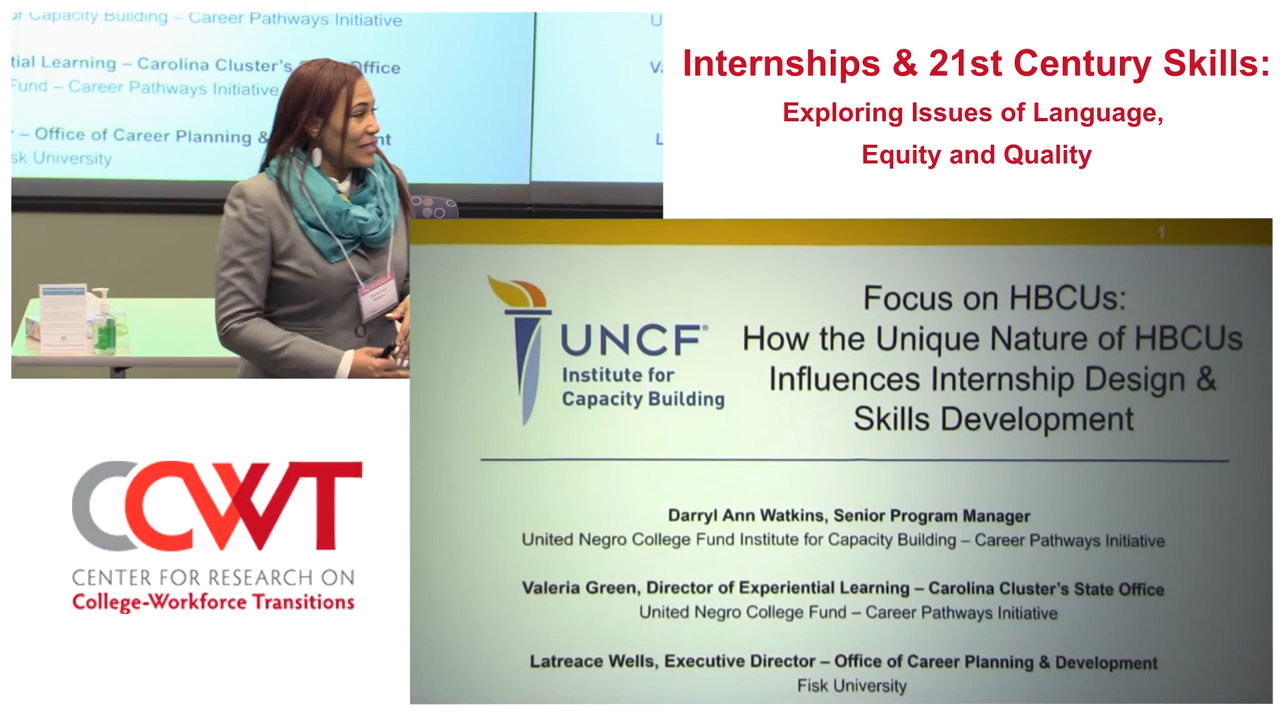 or Capacity Building – Career Pathways Initiative
U
tial Learning – Carolina Cluster's Office
Fund – Career Pathways Initiative
– Office of Career Planning &
nt
sk University
L
Internships & 21st Century Skills:
Exploring Issues of Language,
Equity and Quality
1
UNCF®
Institute for
Capacity Building
Focus on HBCUs:
How the Unique Nature of HBCUs
Influences Internship Design &
Skills Development
Darryl Ann Watkins, Senior Program Manager
United Negro College Fund Institute for Capacity Building – Career Pathways Initiative
Valeria Green, Director of Experiential Learning – Carolina Cluster's State Office
United Negro College Fund – Career Pathways Initiative
Latreace Wells, Executive Director – Office of Career Planning & Development
Fisk University
CCWT
CENTER FOR RESEARCH ON
College-Workforce Transitions